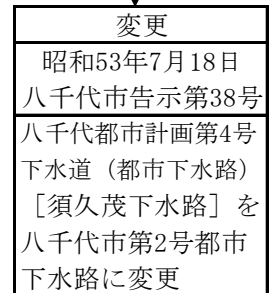 変更
昭和53年7月18日
八千代市告示第38号
八千代都市計画第4号
下水道（都市下水路）
［須久茂下水路］を
八千代市第2号都市
下水路に変更